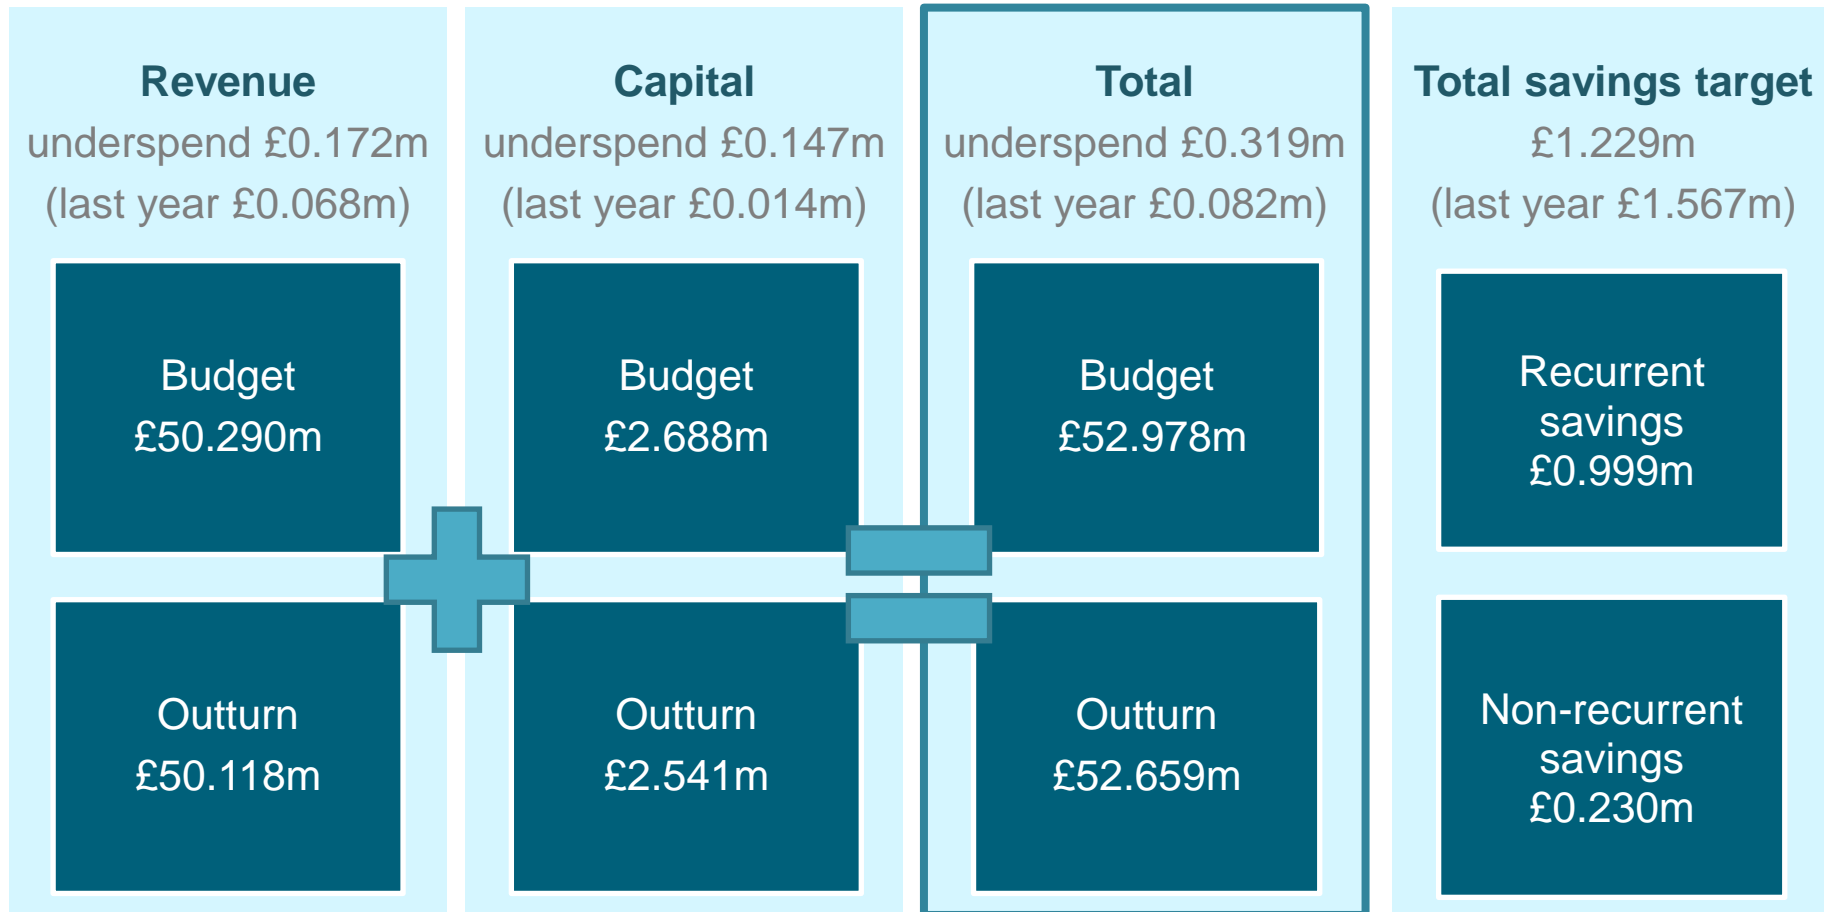 Revenue
underspend £0.172m
(last year £0.068m)
Budget
£50.290m
Outturn
£50.118m
Capital
underspend £0.147m
(last year £0.014m)
Budget
£2.688m
Outturn
£2.541m
Total
underspend £0.319m
(last year £0.082m)
Budget
£52.978m
Outturn
£52.659m
Total savings target
£1.229m
(last year £1.567m)
Recurrent
savings
£0.999m
Non-recurrent
savings
£0.230m